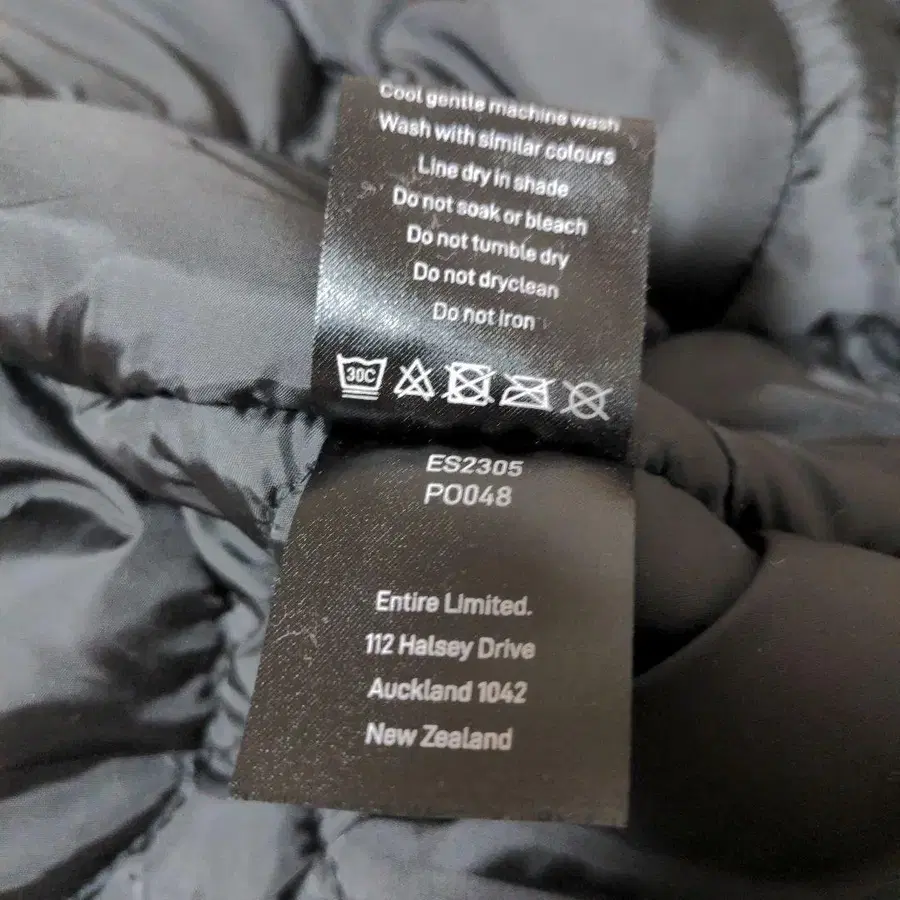 Cool gentle machine wash
Wash with similar colours
Line dry in shade
Do not soak or bleach
Do not tumble dry
Do not dryclean
Do not iron
30C
ES2305
PO048
Entire Limited.
112 Halsey Drive
Auckland 1042
New Zealand